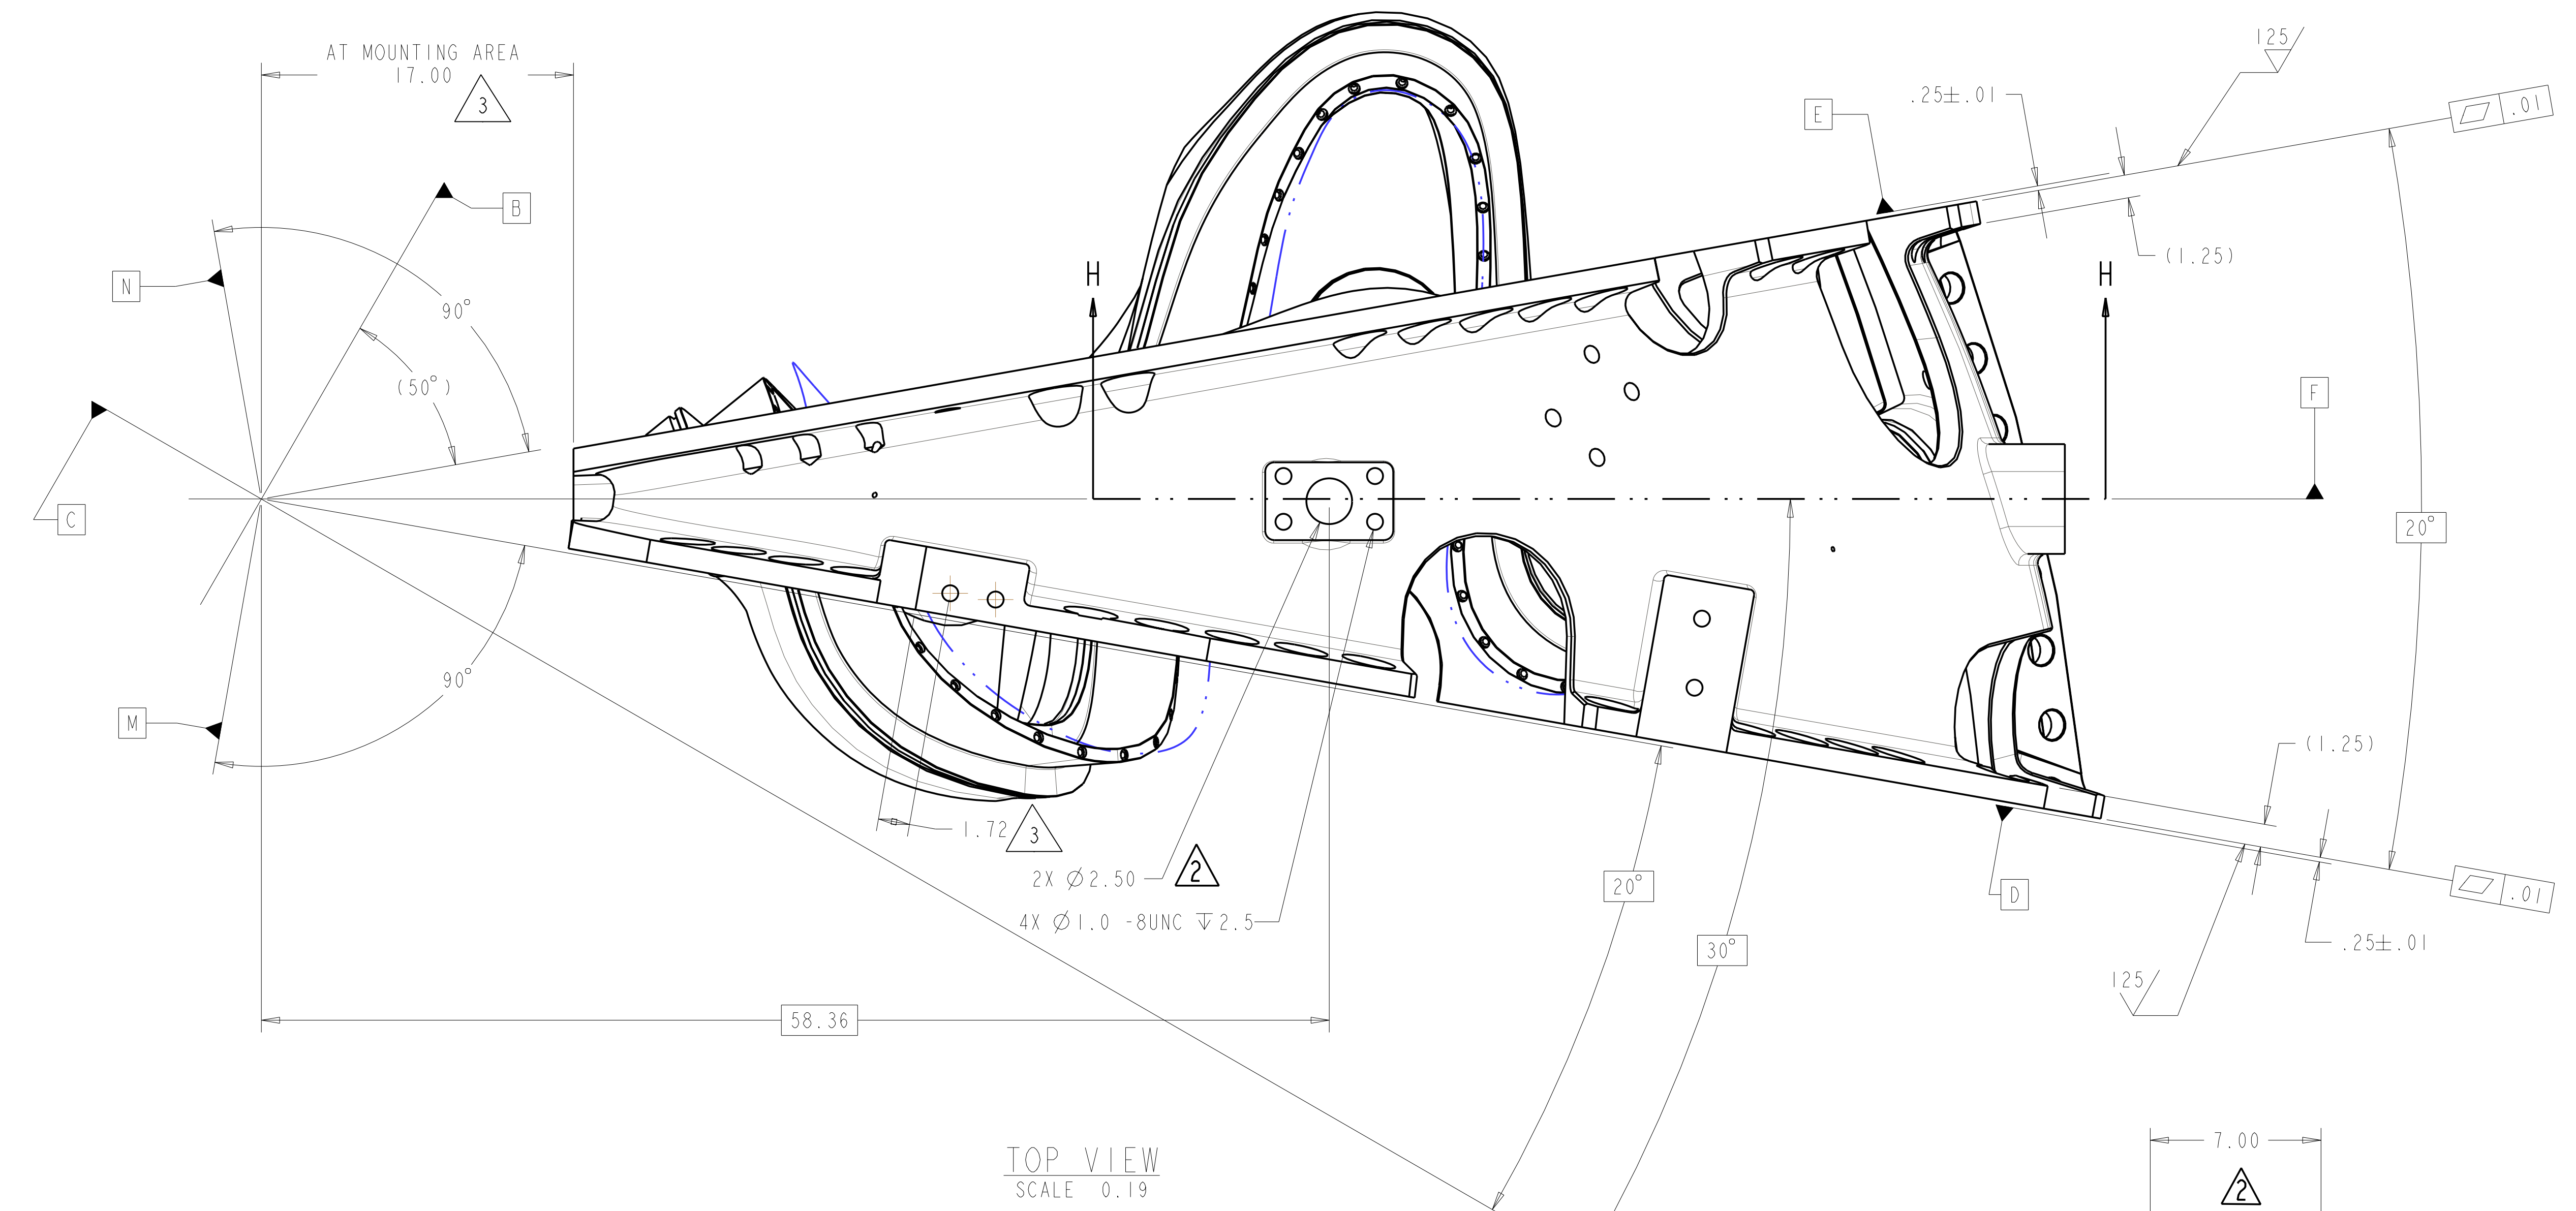 AT MOUNTING AREA
17.00
3
125
.25±.01
E
⏥ .01
B
(1.25)
N
90°
H
H
(50°)
F
C
20°
90°
M
(1.25)
1.72
3
2X Ø2.50
2
20°
D
⏥ .01
4X Ø1.0 -8UNC ↧2.5
30°
.25±.01
125
58.36
7.00
TOP VIEW
SCALE 0.19
2